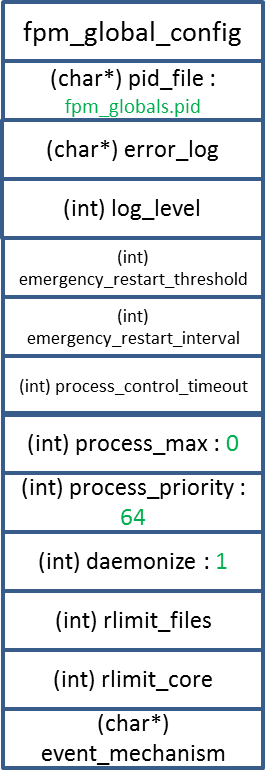 fpm_global_config
(char*) pid_file :
fpm_globals.pid
(char*) error_log
(int) log_level
(int)
emergency_restart_threshold
(int)
emergency_restart_interval
(int) process_control_timeout
(int) process_max : 0
(int) process_priority :
64
(int) daemonize : 1
(int) rlimit_files
(int) rlimit_core
(char*)
event_mechanism